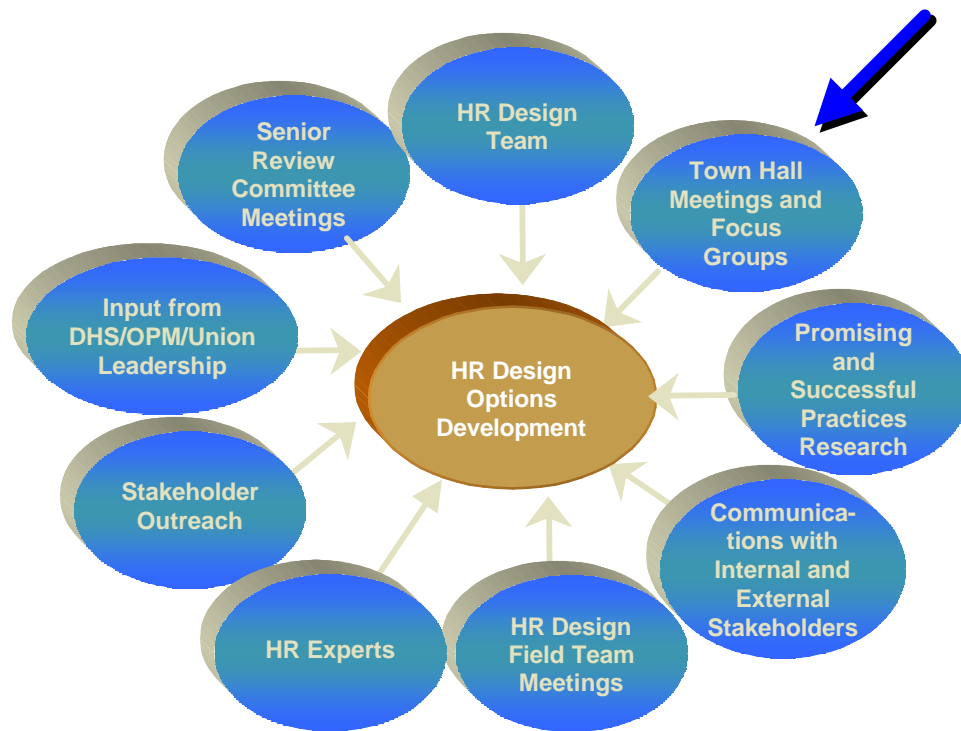 HR Design
Team
Senior
Review
Committee
Meetings
Town Hall
Meetings and
Focus
Groups
Input from
DHS/OPM/Union
Leadership
Promising
and
Successful
Practices
Research
HR Design
Options
Development
Stakeholder
Outreach
Communica-
tions with
Internal and
External
Stakeholders
HR Experts
HR Design
Field Team
Meetings